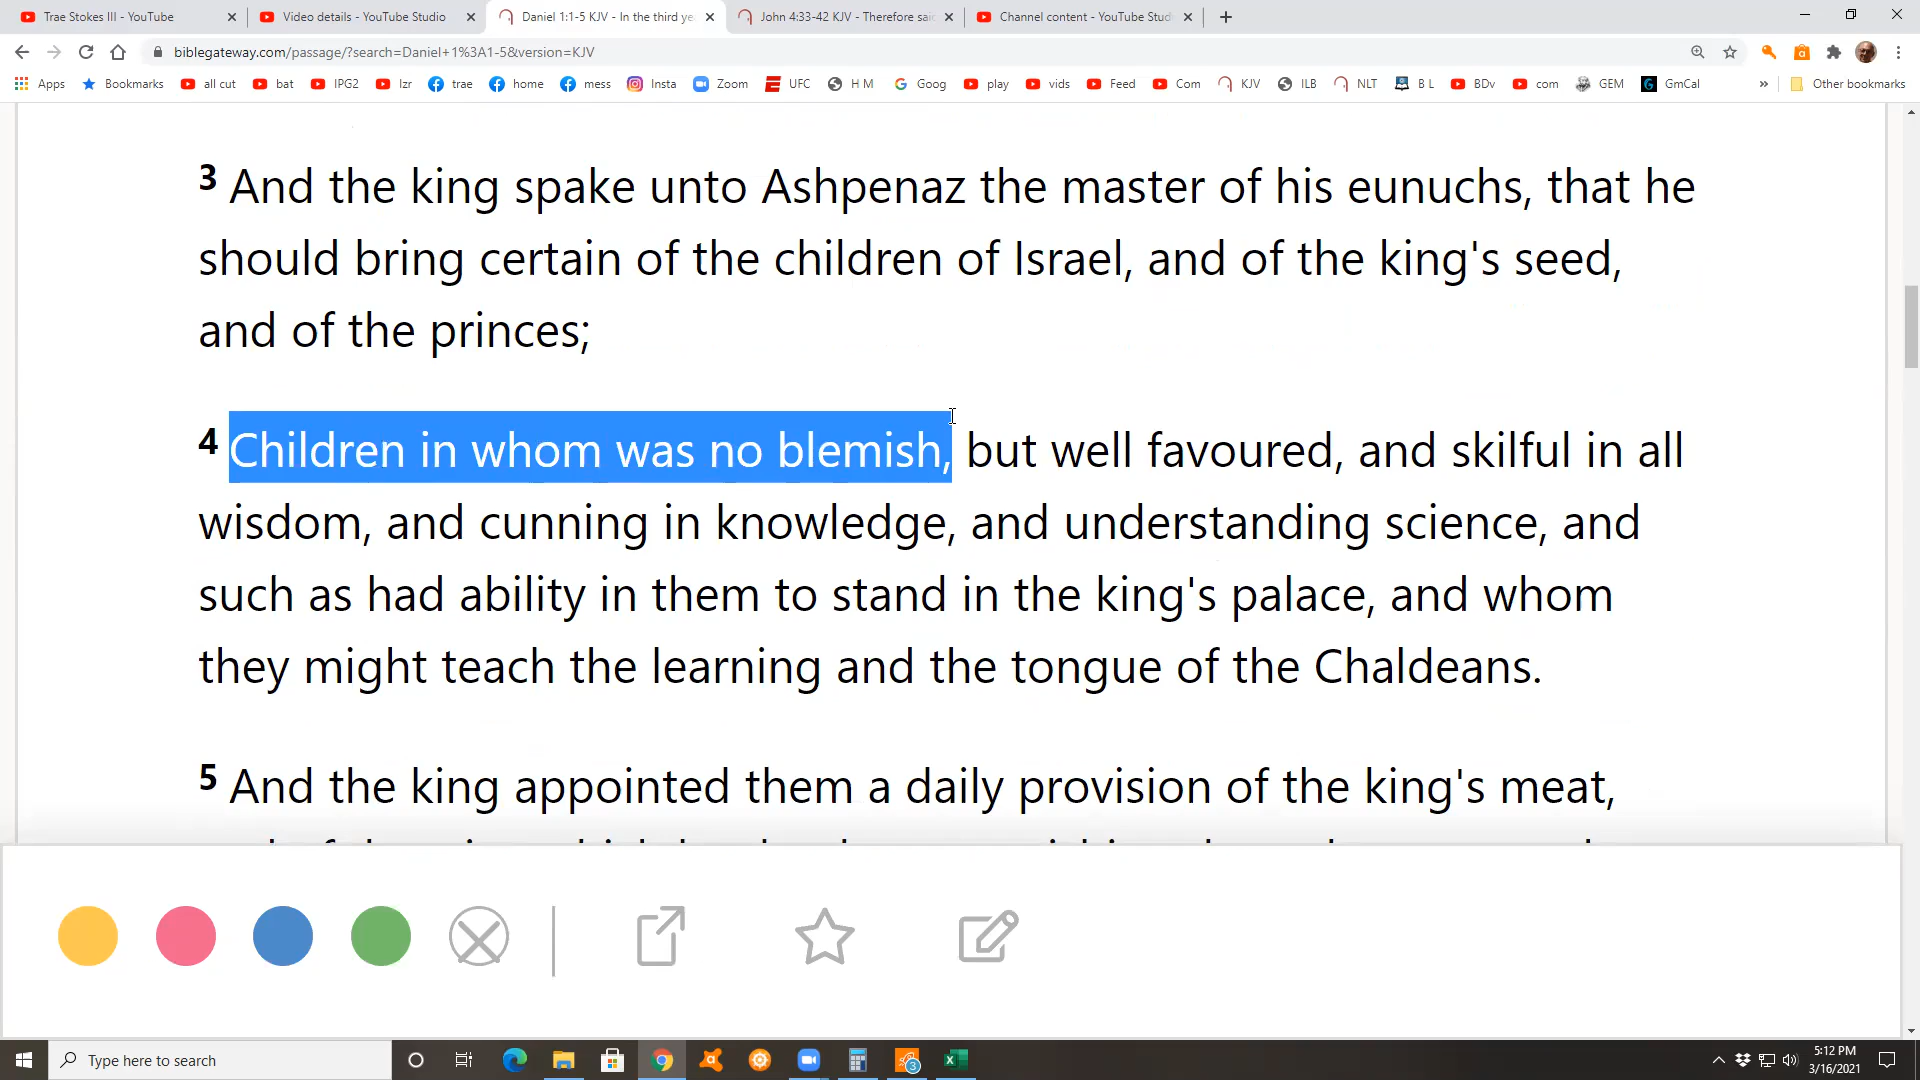 Trae Stokes III - YouTube
Video details - YouTube Studio
Daniel 1:1-5 KJV - In the third ye
John 4:33-42 KJV - Therefore sai
Channel content - YouTube Stud
biblegateway.com/passage/?search=Daniel+1%3A1-5&version=KJV
Apps Bookmarks all cut bat IPG2 lzr trae home mess Insta Zoom UFC H M Goog play vids Feed Com KJV ILB NLT B L BDv com GEM GmCal » Other bookmarks
3 And the king spake unto Ashpenaz the master of his eunuchs, that he
should bring certain of the children of Israel, and of the king's seed,
and of the princes;
4 Children in whom was no blemish, but well favoured, and skilful in all
wisdom, and cunning in knowledge, and understanding science, and
such as had ability in them to stand in the king's palace, and whom
they might teach the learning and the tongue of the Chaldeans.
5 And the king appointed them a daily provision of the king's meat,
Type here to search
3
5:12 PM
3/16/2021